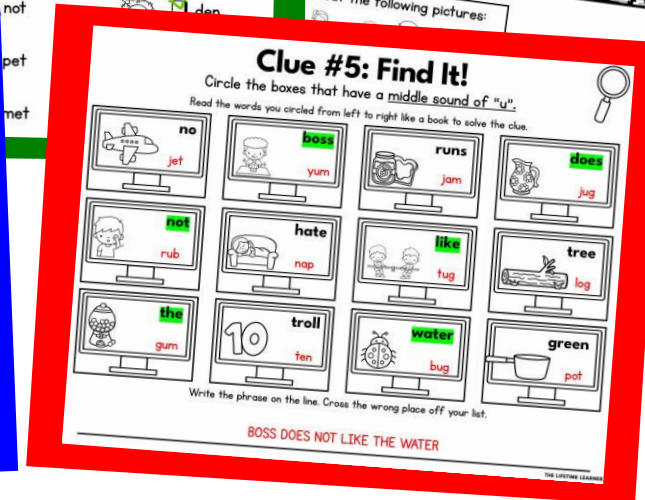 not
pet
met
den
the following pictures:
Clue #5: Find It!
Circle the boxes that have a middle sound of "u".
Read the words you circled from left to right like a book to solve the clue.
no
jet
boss
yum
runs
jam
does
jug
not
rub
hate
nap
like
tug
tree
log
the
gum
troll
10
ten
water
bug
green
pot
Write the phrase on the line. Cross the wrong place off your list.
BOSS DOES NOT LIKE THE WATER
THE LIFETIME LEARNER